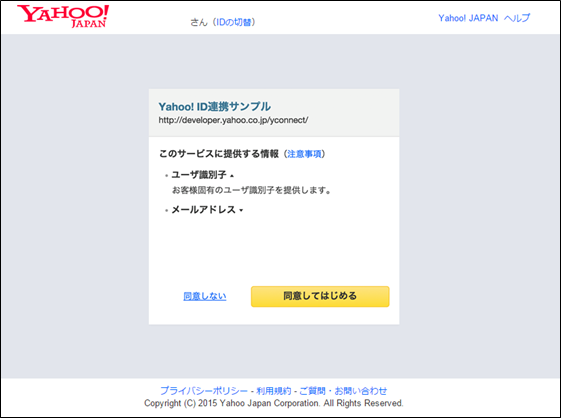 YAHOO!
JAPAN
さん（IDの切替）
Yahoo! JAPAN ヘルプ
Yahoo! ID連携サンプル
http://developer.yahoo.co.jp/yconnect/
このサービスに提供する情報（注意事項）
・ユーザ識別子▲
お客様固有のユーザ識別子を提供します。
・メールアドレス▼
同意しない 同意してはじめる
プライバシーポリシー - 利用規約 - ご質問・お問い合わせ
Copyright (C) 2015 Yahoo Japan Corporation. All Rights Reserved.